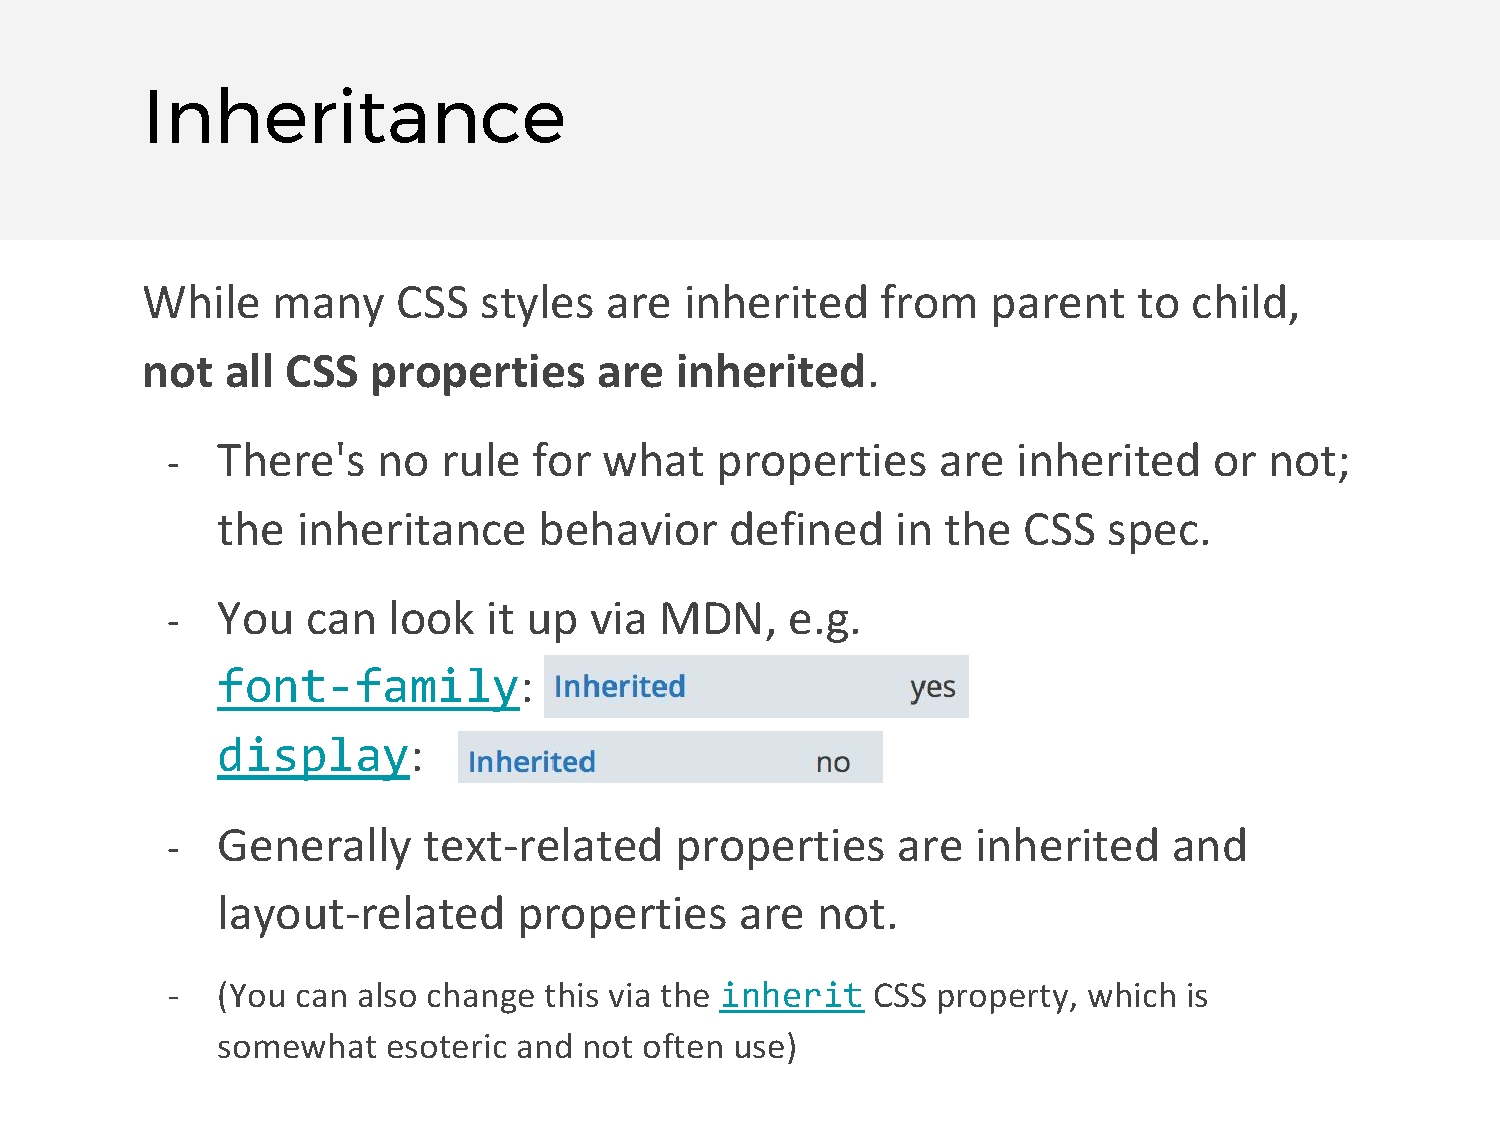 Inheritance
While many CSS styles are inherited from parent to child,
not all CSS properties are inherited.
- There's no rule for what properties are inherited or not;
the inheritance behavior defined in the CSS spec.
- You can look it up via MDN, e.g.
font-family: Inherited yes
display: Inherited no
- Generally text-related properties are inherited and
layout-related properties are not.
- (You can also change this via the inherit CSS property, which is
somewhat esoteric and not often use)